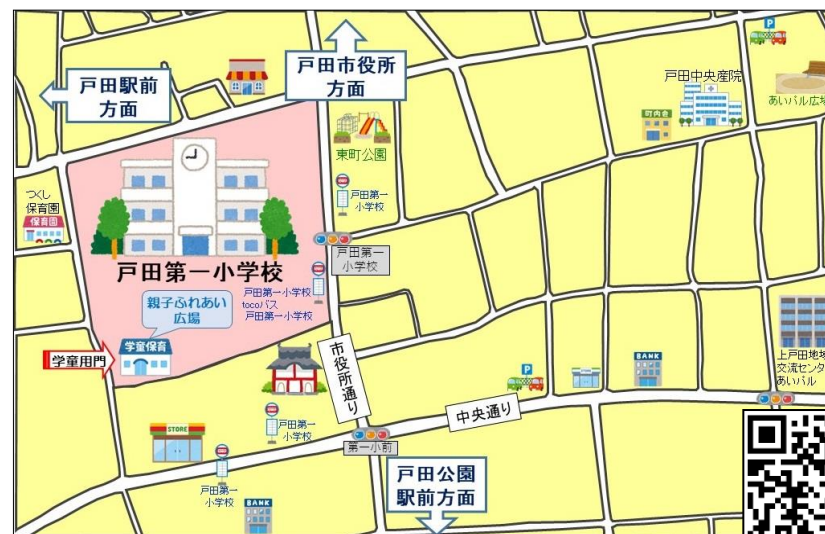 戸田市役所
方面
戸田駅前
方面
P
戸田中央産院
町内会
あいパル広場
東町公園
つくし
保育園
保育園
戸田第一
小学校
戸田第一
小学校
戸田第一小学校
戸田第一小学校
tocoバス
戸田第一小学校
親子ふれあい
広場
学童保育
学童用門
市役所通り
P
BANK
上戸田地域
交流センター
あいパル
中央通り
STORE
戸田第一
小学校
第一小前
戸田第一
小学校
BANK
戸田公園
駅前方面